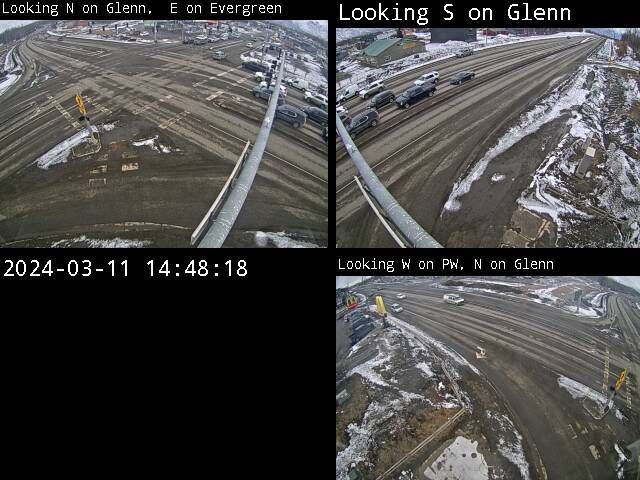 Looking N on Glenn,  E on Evergreen
Looking S on Glenn
2024-03-11 14:48:18
Looking W on PW, N on Glenn